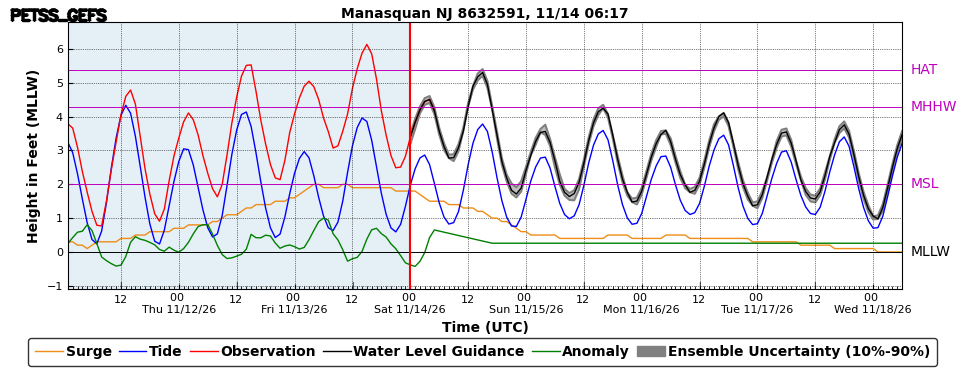 PETSS_GEFS
Manasquan NJ 8632591, 11/14 06:17
Height in Feet (MLLW)
6
5
4
3
2
1
0
−1
HAT
MHHW
MSL
MLLW
12 00 12 00 12 00 12 00 12 00 12 00 12 00
Thu 11/12/26 Fri 11/13/26 Sat 11/14/26 Sun 11/15/26 Mon 11/16/26 Tue 11/17/26 Wed 11/18/26
Time (UTC)
Surge Tide Observation Water Level Guidance Anomaly Ensemble Uncertainty (10%-90%)